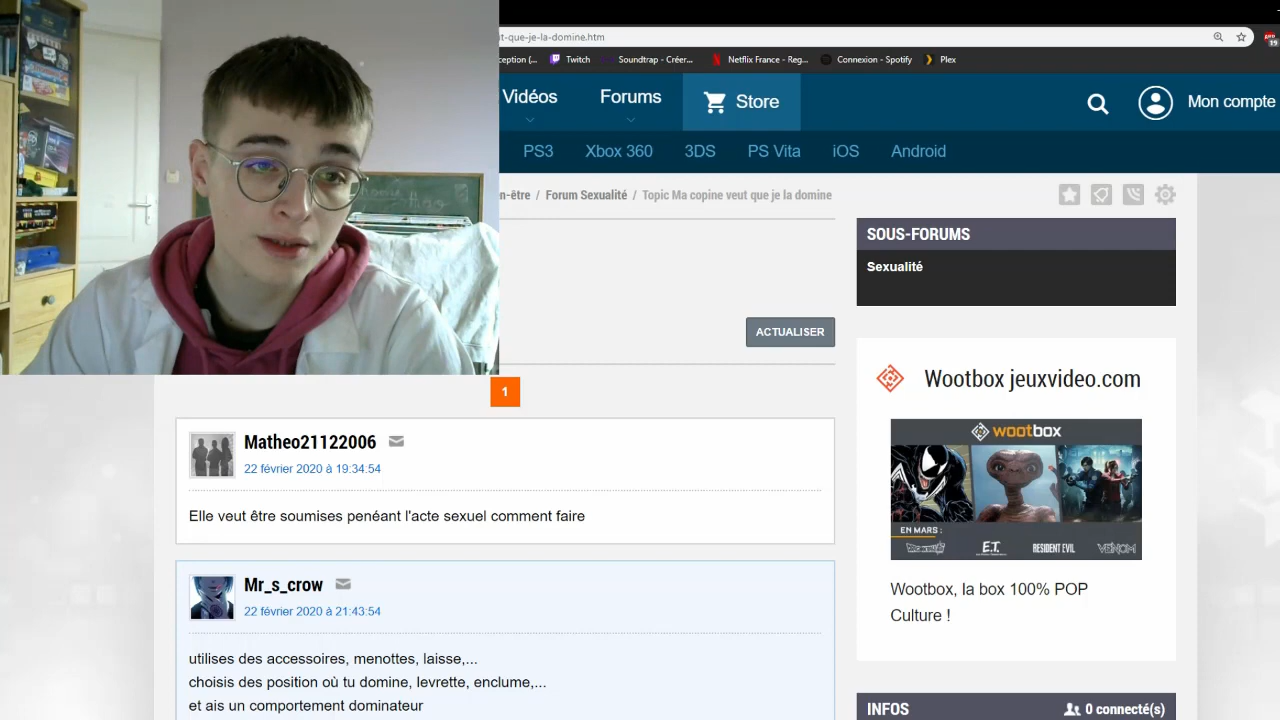 it-que-je-la-domine.htm
ception (... Twitch Soundtrap - Créer... Netflix France - Reg... Connexion - Spotify Plex
Vidéos Forums Store Mon compte
PS3 Xbox 360 3DS PS Vita iOS Android
n-être / Forum Sexualité / Topic Ma copine veut que je la domine
SOUS-FORUMS
Sexualité
ACTUALISER
1
Matheo21122006
22 février 2020 à 19:34:54
Elle veut être soumises penéant l'acte sexuel comment faire
Mr_s_crow
22 février 2020 à 21:43:54
utilises des accessoires, menottes, laisse,...
choisis des position où tu domine, levrette, enclume,...
et ais un comportement dominateur
Wootbox jeuxvideo.com
wootbox
EN MARS :
E.T. RESIDENT EVIL VENOM
Wootbox, la box 100% POP
Culture !
INFOS 0 connecté(s)
19